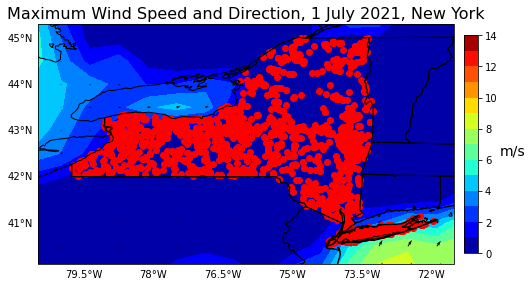 Maximum Wind Speed and Direction, 1 July 2021, New York
45°N
44°N
43°N
42°N
41°N
79.5°W 78°W 76.5°W 75°W 73.5°W 72°W
14
12
10
8
6
4
2
0
m/s